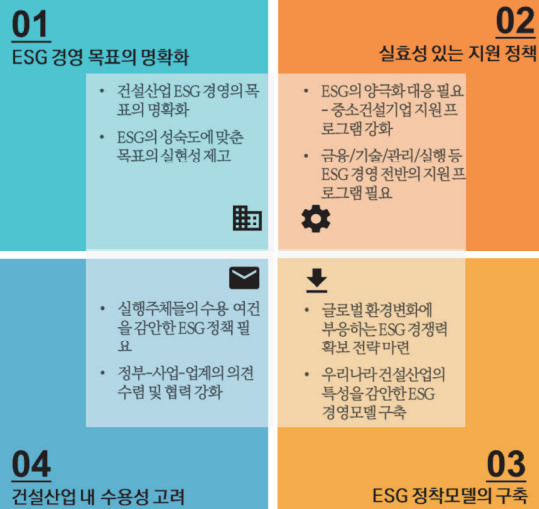 01
ESG 경영 목표의 명확화
• 건설산업 ESG 경영의 목
표의 명확화
• ESG의 성숙도에 맞춘
목표의 실현성 제고
02
실효성 있는 지원 정책
• ESG의 양극화 대응 필요
- 중소건설기업 지원 프
로그램 강화
• 금융/기술/관리/실행 등
ESG 경영 전반의 지원 프
로그램 필요
• 글로벌 환경변화에
부응하는 ESG 경쟁력
확보 전략 마련
• 우리나라 건설산업의
특성을 감안한 ESG
경영모델 구축
03
ESG 정착모델의 구축
• 실행주체들의 수용 여건
을 감안한 ESG 정책 필
요
• 정부-사업-업계의 의견
수렴 및 협력 강화
04
건설산업 내 수용성 고려